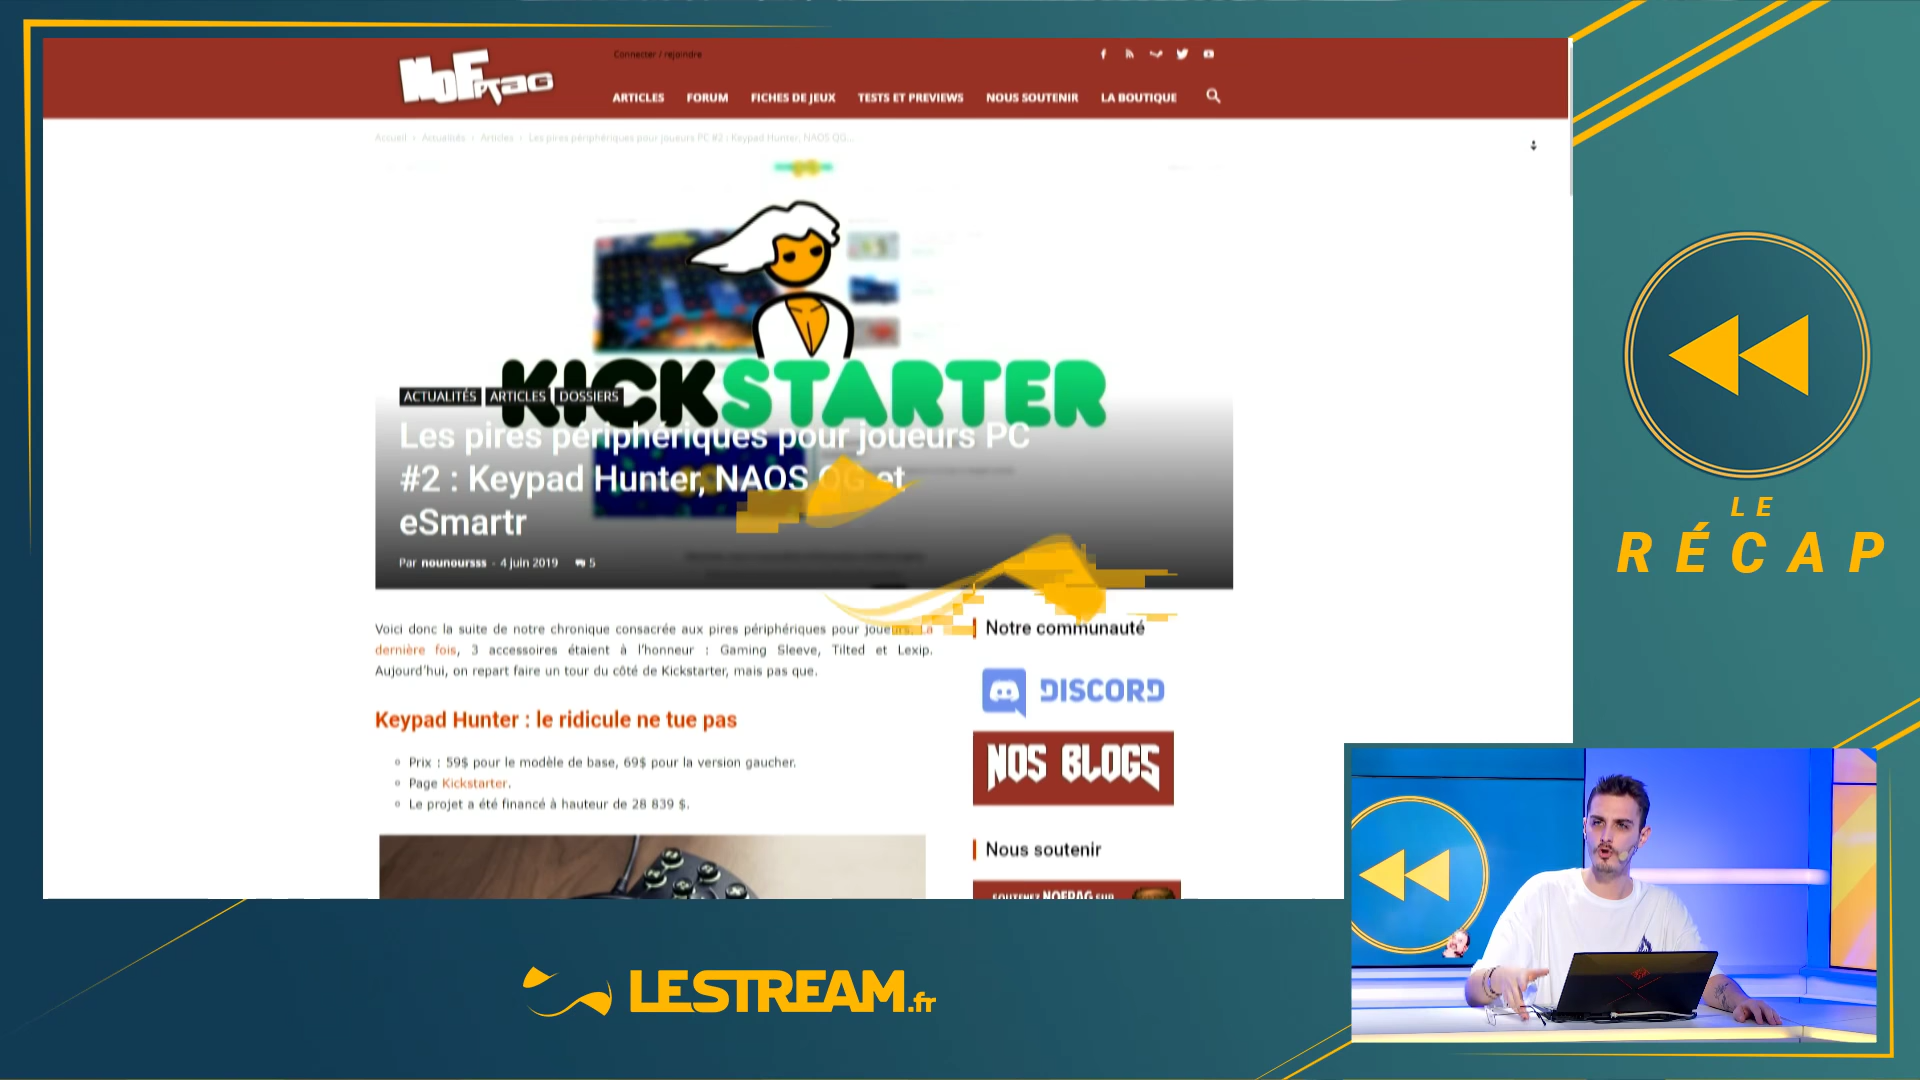 NoFrag
Connecter / rejoindre
ARTICLES FORUM FICHES DE JEUX TESTS ET PREVIEWS NOUS SOUTENIR LA BOUTIQUE
Accueil › Actualités › Articles › Les pires périphériques pour joueurs PC #2 : Keypad Hunter, NAOS QG...
KICKSTARTER
ACTUALITÉS ARTICLES DOSSIERS
Les pires périphériques pour joueurs PC
#2 : Keypad Hunter, NAOS QG et
eSmartr
Par nounoursss - 4 juin 2019 5
Voici donc la suite de notre chronique consacrée aux pires périphériques pour joueurs. La
dernière fois, 3 accessoires étaient à l'honneur : Gaming Sleeve, Tilted et Lexip.
Aujourd'hui, on repart faire un tour du côté de Kickstarter, mais pas que.
Keypad Hunter : le ridicule ne tue pas
Prix : 59$ pour le modèle de base, 69$ pour la version gaucher.
Page Kickstarter.
Le projet a été financé à hauteur de 28 839 $.
Notre communauté
DISCORD
NOS BLOGS
Nous soutenir
SOUTENEZ NOFRAG SUR
LE
RÉCAP
LESTREAM.fr